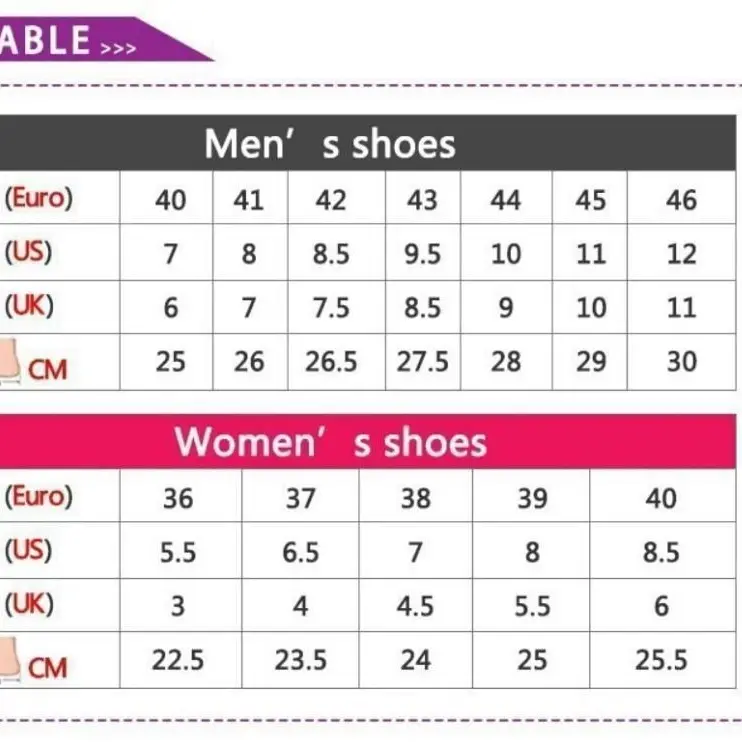 ABLE >>>
Men's shoes
(Euro) 40 41 42 43 44 45 46
(US) 7 8 8.5 9.5 10 11 12
(UK) 6 7 7.5 8.5 9 10 11
CM 25 26 26.5 27.5 28 29 30
Women's shoes
(Euro) 36 37 38 39 40
(US) 5.5 6.5 7 8 8.5
(UK) 3 4 4.5 5.5 6
CM 22.5 23.5 24 25 25.5